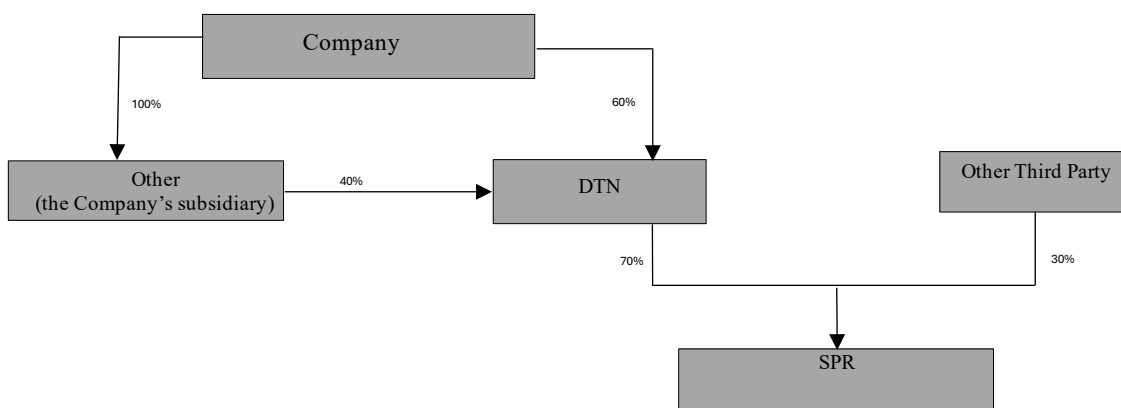 Company
100%
60%
Other
(the Company's subsidiary)
40%
DTN
Other Third Party
70%
30%
SPR